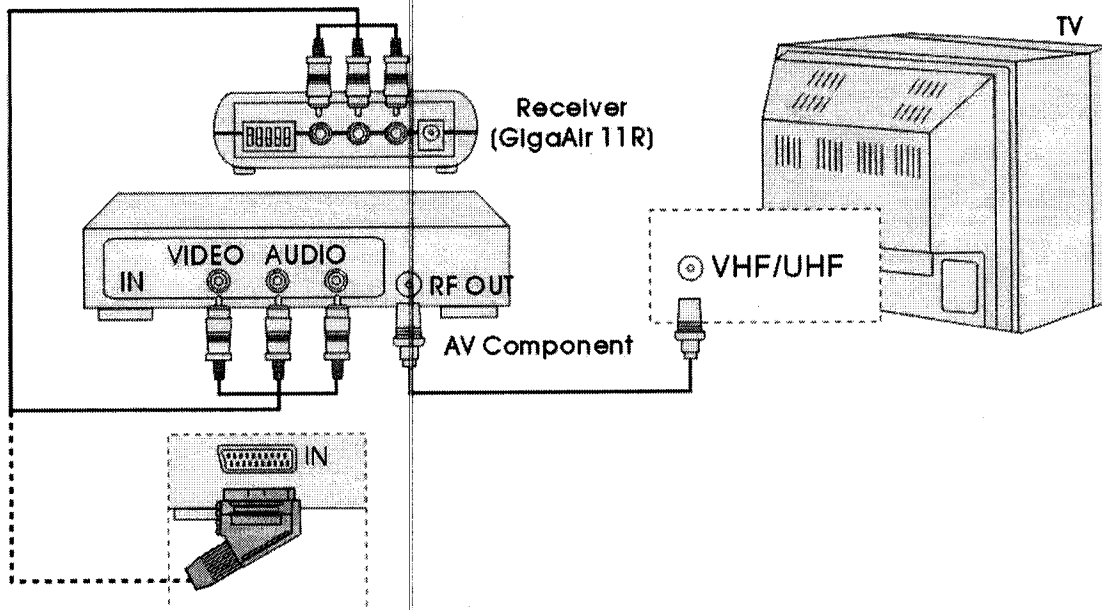 TV
Receiver
(GigaAir 11R)
VIDEO AUDIO
IN
RF OUT
VHF/UHF
AV Component
IN